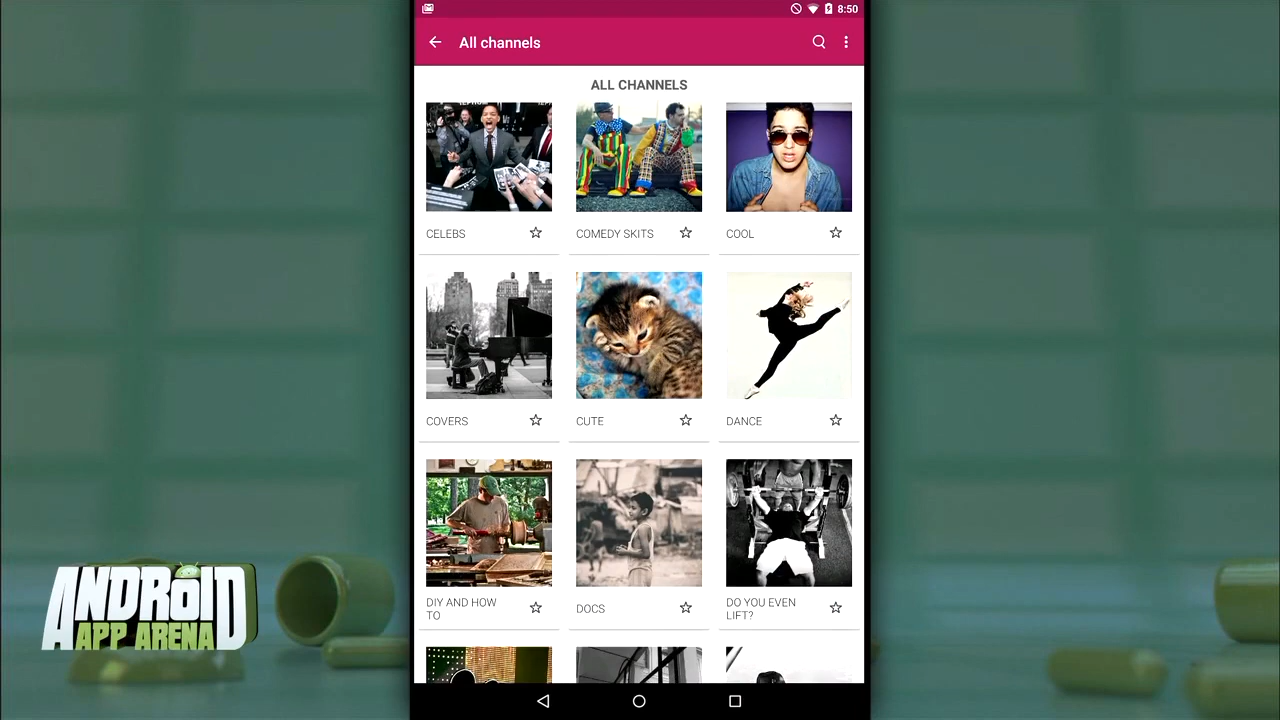 8:50
All channels
ALL CHANNELS
CELEBS
COMEDY SKITS
COOL
COVERS
CUTE
DANCE
DIY AND HOW
TO
DOCS
DO YOU EVEN
LIFT?
ANDROID
APP ARENA